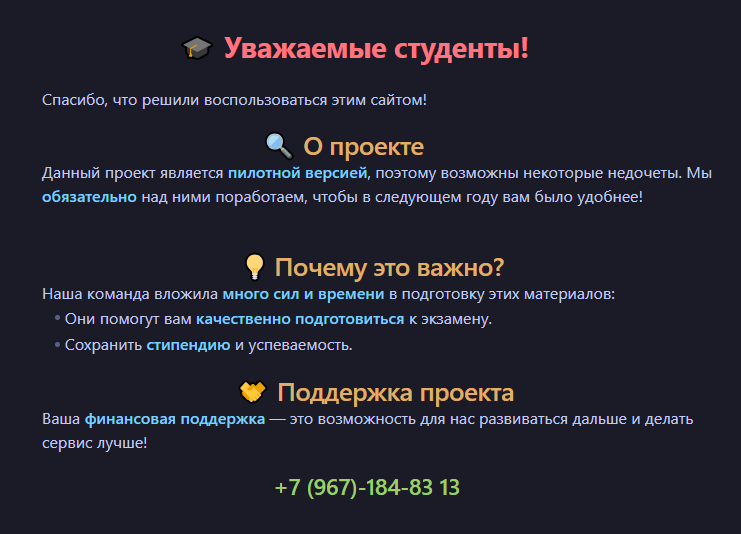 🎓 Уважаемые студенты!
Спасибо, что решили воспользоваться этим сайтом!
🔍 О проекте
Данный проект является пилотной версией, поэтому возможны некоторые недочеты. Мы
обязательно над ними поработаем, чтобы в следующем году вам было удобнее!
💡 Почему это важно?
Наша команда вложила много сил и времени в подготовку этих материалов:
• Они помогут вам качественно подготовиться к экзамену.
• Сохранить стипендию и успеваемость.
🤝 Поддержка проекта
Ваша финансовая поддержка — это возможность для нас развиваться дальше и делать
сервис лучше!
+7 (967)-184-83 13